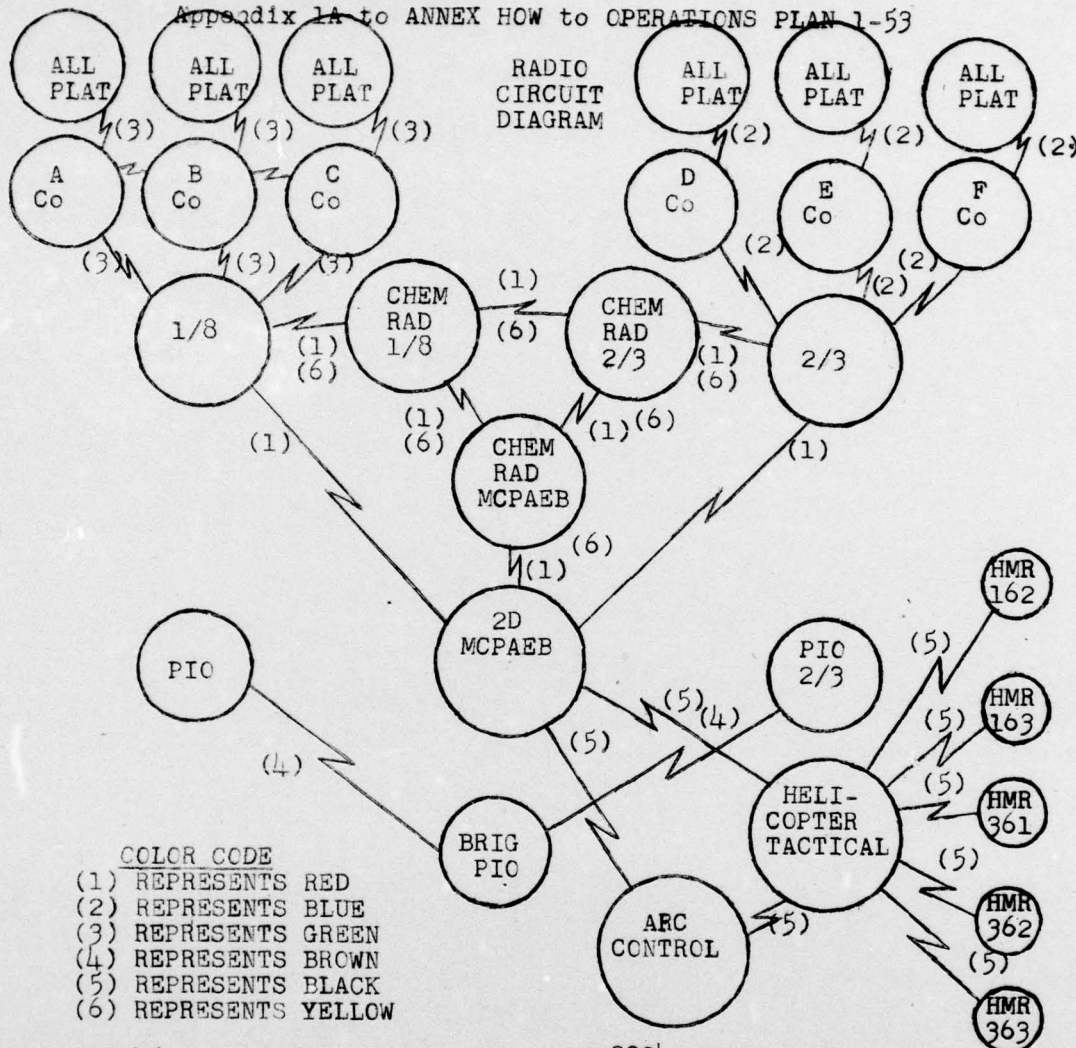 Appendix 1A to ANNEX HOW to OPERATIONS PLAN 1-53
RADIO
CIRCUIT
DIAGRAM
ALL
PLAT
ALL
PLAT
ALL
PLAT
ALL
PLAT
ALL
PLAT
ALL
PLAT
(3)
(3)
(3)
(2)
(2)
(2)
A
Co
B
Co
C
Co
D
Co
E
Co
F
Co
(3)
(3)
(3)
(2)
(2)
(2)
1/8
CHEM
RAD
1/8
(1)
(6)
CHEM
RAD
2/3
2/3
(1)
(6)
(1)
(6)
(1)
(6)
(1)
(6)
(1)
(1)
CHEM
RAD
MCPAEB
(6)
(1)
2D
MCPAEB
PIO
PIO
2/3
HMR
162
HMR
163
HMR
361
HMR
362
HMR
363
(5)
(5)
(5)
(5)
(5)
(5)
(4)
(5)
(4)
(5)
BRIG
PIO
HELI-
COPTER
TACTICAL
ARC
CONTROL
COLOR CODE
(1) REPRESENTS RED
(2) REPRESENTS BLUE
(3) REPRESENTS GREEN
(4) REPRESENTS BROWN
(5) REPRESENTS BLACK
(6) REPRESENTS YELLOW